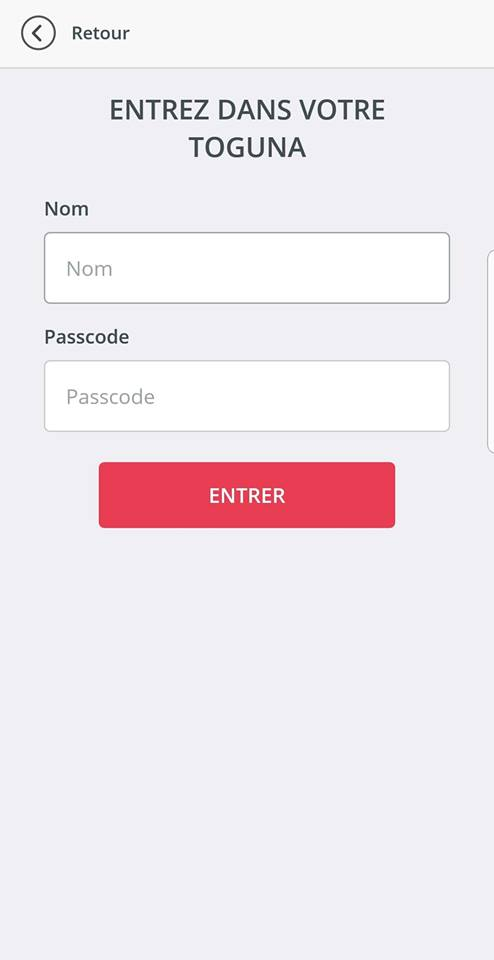 Retour
ENTREZ DANS VOTRE
TOGUNA
Nom
Nom
Passcode
Passcode
ENTRER